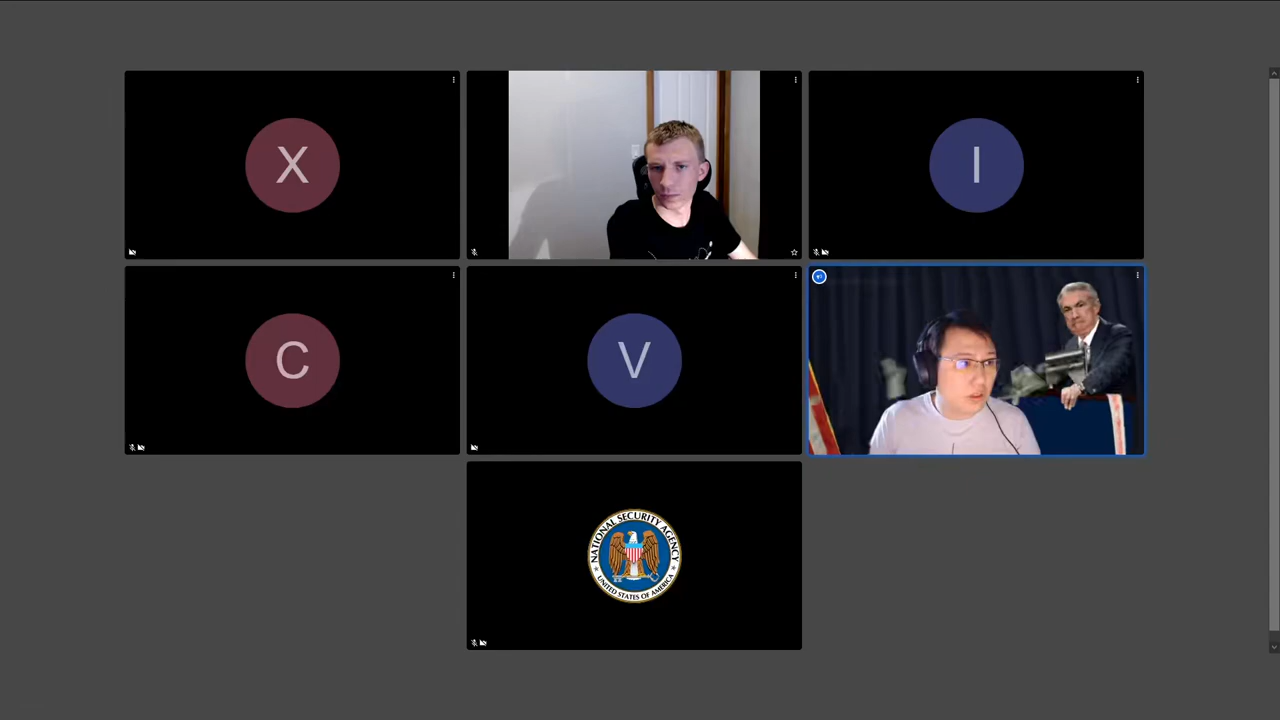 X
I
C
V
NATIONAL SECURITY AGENCY
UNITED STATES OF AMERICA